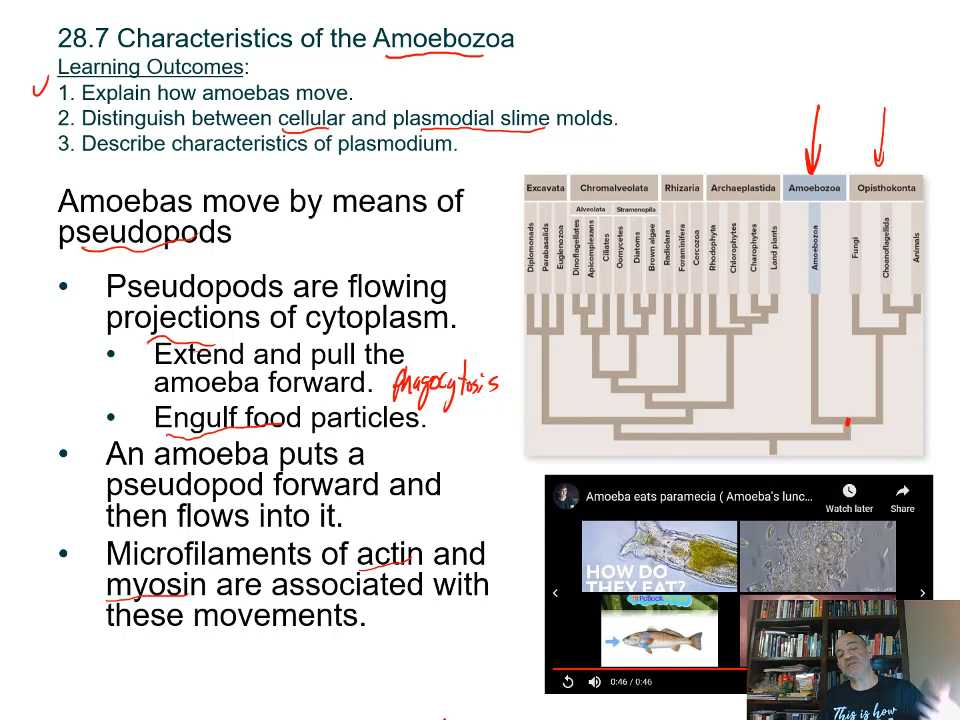 28.7 Characteristics of the Amoebozoa
Learning Outcomes:
1. Explain how amoebas move.
2. Distinguish between cellular and plasmodial slime molds.
3. Describe characteristics of plasmodium.
Amoebas move by means of
pseudopods
• Pseudopods are flowing
projections of cytoplasm.
• Extend and pull the
amoeba forward.
phagocytosis
• Engulf food particles.
• An amoeba puts a
pseudopod forward and
then flows into it.
• Microfilaments of actin and
myosin are associated with
these movements.
Excavata Chromalveolata Rhizaria Archaeplastida Amoebozoa Opisthokonta
Alveolata Stramenopila
Diplomonads
Parabasalids
Euglenozoa
Dinoflagellates
Apicomplexans
Ciliates
Oomycetes
Diatoms
Brown algae
Radiolara
Foraminifera
Cercozoa
Rhodophyta
Chlorophytes
Charophytes
Land plants
Amoebozoa
Fungi
Choanoflagellida
Animals
Amoeba eats paramecia ( Amoeba's lunc...
Watch later Share
HOW DO
THEY EAT?
Pollock
0:46 / 0:46
This is how